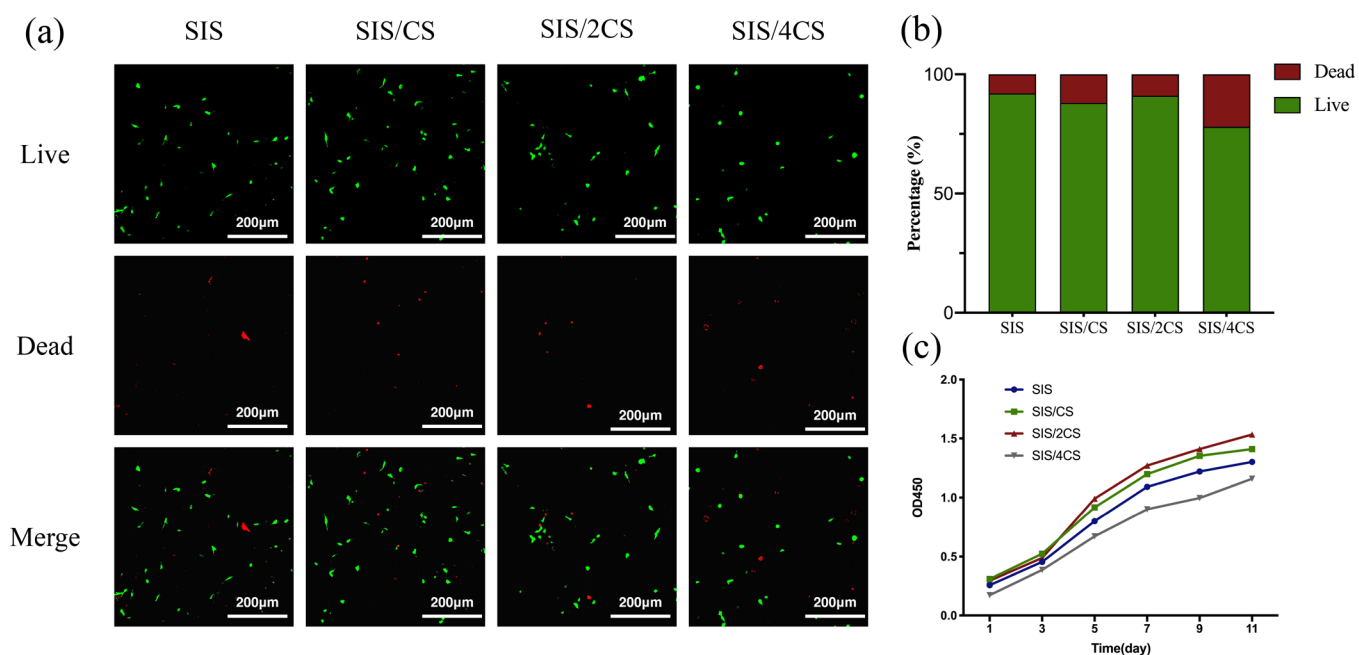 (a)
SIS SIS/CS SIS/2CS SIS/4CS
Live
200μm 200μm 200μm 200μm
Dead
200μm 200μm 200μm 200μm
Merge
200μm 200μm 200μm 200μm
(b)
Dead
Live
Percentage (%)
100
50
0
SIS SIS/CS SIS/2CS SIS/4CS
(c)
SIS
SIS/CS
SIS/2CS
SIS/4CS
OD450
2.0
1.5
1.0
0.5
0.0
1 3 5 7 9 11
Time(day)